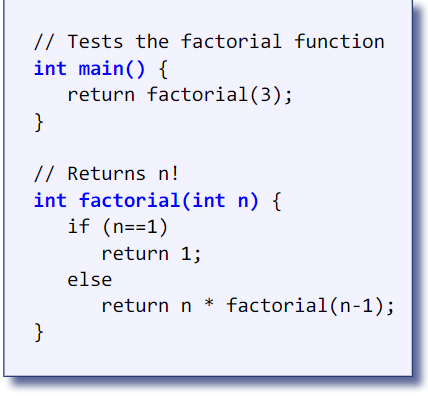 // Tests the factorial function
int main() {
   return factorial(3);
}

// Returns n!
int factorial(int n) {
   if (n==1)
      return 1;
   else
      return n * factorial(n-1);
}